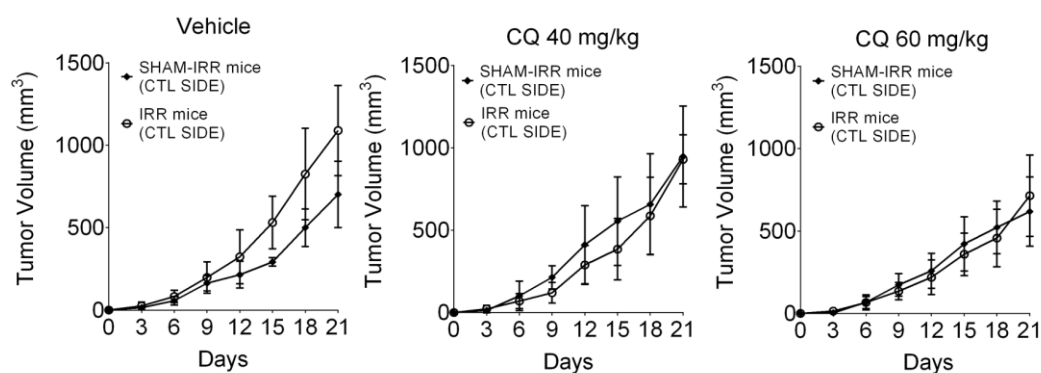 Vehicle
1500
1000
500
0
Tumor Volume (mm³)
SHAM-IRR mice
(CTL SIDE)
IRR mice
(CTL SIDE)
0 3 6 9 12 15 18 21
Days
CQ 40 mg/kg
1500
1000
500
0
Tumor Volume (mm³)
SHAM-IRR mice
(CTL SIDE)
IRR mice
(CTL SIDE)
0 3 6 9 12 15 18 21
Days
CQ 60 mg/kg
1500
1000
500
0
Tumor Volume (mm³)
SHAM-IRR mice
(CTL SIDE)
IRR mice
(CTL SIDE)
0 3 6 9 12 15 18 21
Days